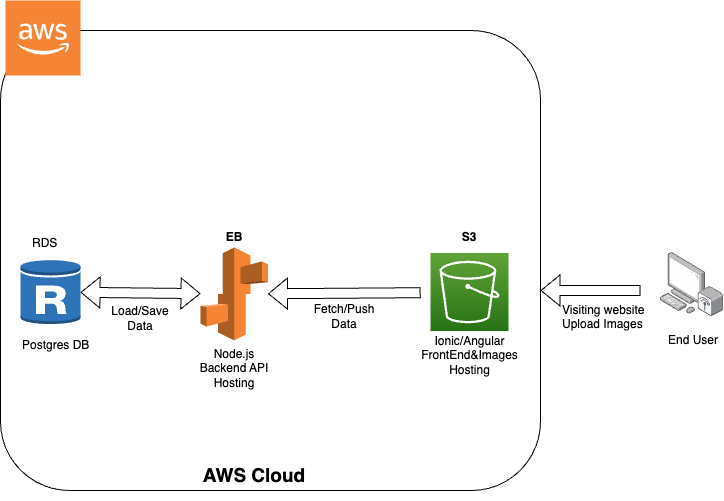 aws
RDS
EB
S3
R
Load/Save
Data
Fetch/Push
Data
Visiting website
Upload Images
Postgres DB
Node.js
Backend API
Hosting
Ionic/Angular
FrontEnd&Images
Hosting
End User
AWS Cloud